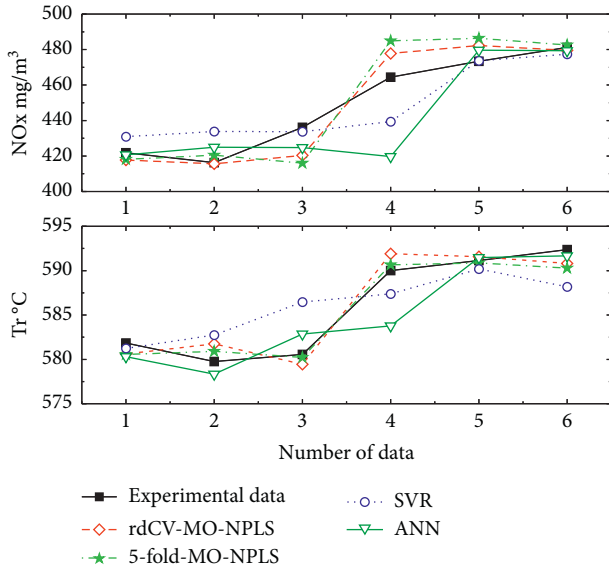 500
480
460
440
420
400
NOx mg/m³
1 2 3 4 5 6
595
590
585
580
575
Tr °C
1 2 3 4 5 6
Number of data
Experimental data
rdCV-MO-NPLS
5-fold-MO-NPLS
SVR
ANN